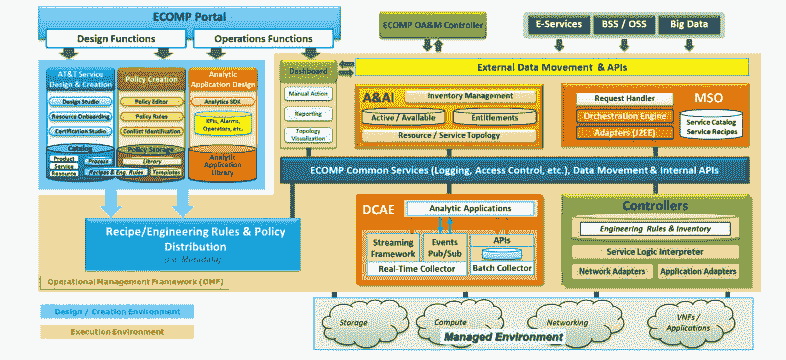 ECOMP Portal
Design Functions
Operations Functions
ECOMP OA&M Controller
E-Services
BSS / OSS
Big Data
AT&T Service
Design & Creation
Design Studio
Resource Onboarding
Certification Studio
Catalog
Product
Service
Resource
Process
Recipes & Eng. Rules
Policy Creation
Policy Editor
Policy Rules
Conflict Identification
Policy Storage
Library
Templates
Analytic
Application Design
Analytics SDK
KPIs, Alarms,
Operators, etc.
Analytic
Application
Library
Dashboard
Manual Action
Reporting
Topology
Visualization
External Data Movement & APIs
A&AI
Inventory Management
Active / Available
Entitlements
Resource / Service Topology
Request Handler
MSO
Orchestration Engine
Adapters (J2EE)
Service Catalog
Service Recipes
ECOMP Common Services (Logging, Access Control, etc.), Data Movement & Internal APIs
Recipe/Engineering Rules & Policy
Distribution
(i.e. Metadata)
DCAE
Analytic Applications
Streaming
Framework
Events
Pub/Sub
APIs
Real-Time Collector
Batch Collector
Controllers
Engineering Rules & Inventory
Service Logic Interpreter
Network Adapters
Application Adapters
Operational Management Framework (OMF)
Design / Creation Environment
Execution Environment
Storage
Compute
Networking
VNFs /
Applications
Managed Environment